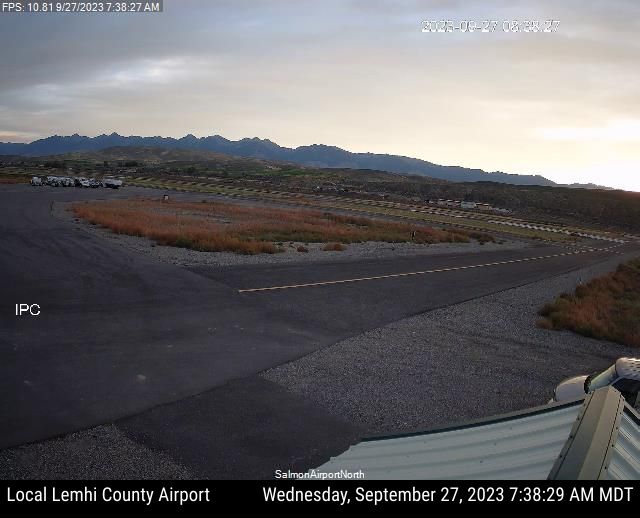 FPS: 10.81 9/27/2023 7:38:27 AM
2023-09-27 08:38:27
IPC
SalmonAirportNorth
Local Lemhi County Airport Wednesday, September 27, 2023 7:38:29 AM MDT